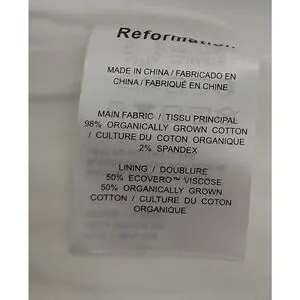 Reformation
MADE IN CHINA / FABRICADO EN
CHINA / FABRIQUÉ EN CHINE
MAIN FABRIC / TISSU PRINCIPAL
98% ORGANICALLY GROWN COTTON
/ CULTURE DU COTON ORGANIQUE
2% SPANDEX
LINING / DOUBLURE
50% ECOVERO™ VISCOSE
50% ORGANICALLY GROWN
COTTON / CULTURE DU COTON
ORGANIQUE